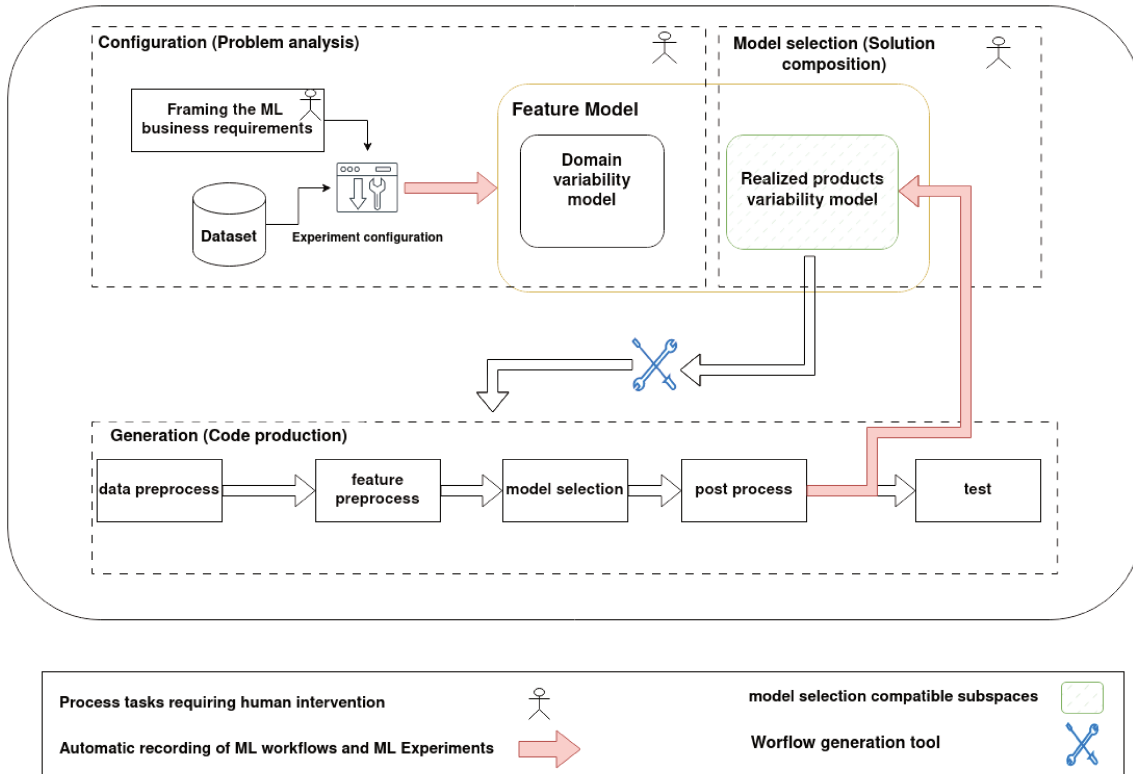 Configuration (Problem analysis)
Model selection (Solution
composition)
Framing the ML
business requirements
Feature Model
Domain
variability
model
Realized products
variability model
Dataset
Experiment configuration
Generation (Code production)
data preprocess
feature
preprocess
model selection
post process
test
Process tasks requiring human intervention
model selection compatible subspaces
Automatic recording of ML workflows and ML Experiments
Worflow generation tool